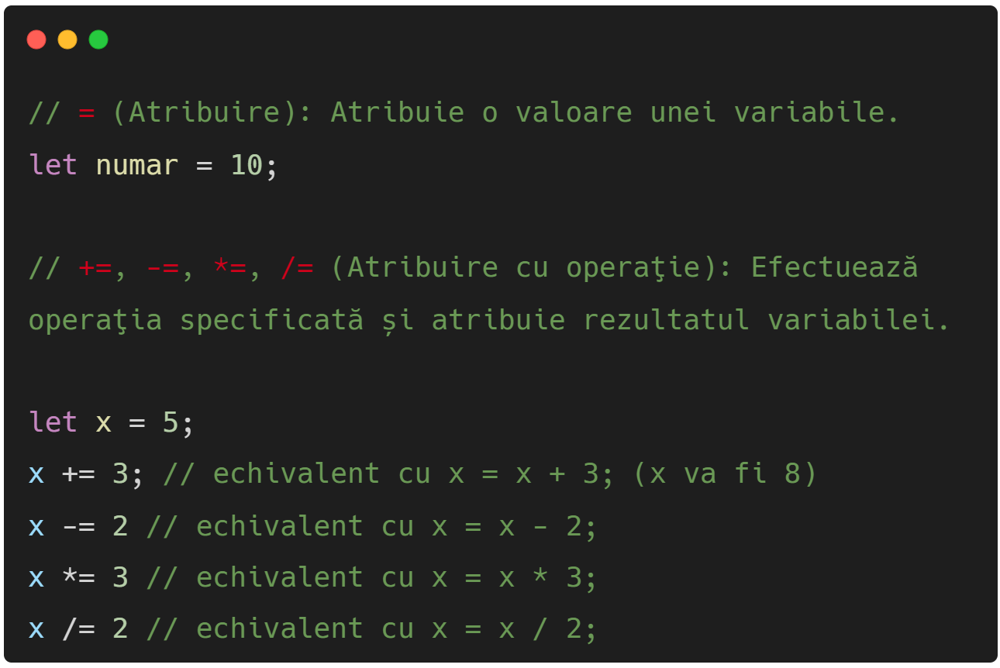 // = (Atribuire): Atribuie o valoare unei variabile.
let numar = 10;
// +=, -=, *=, /= (Atribuire cu operaţie): Efectuează
operaţia specificată și atribuie rezultatul variabilei.
let x = 5;
x += 3; // echivalent cu x = x + 3; (x va fi 8)
x -= 2 // echivalent cu x = x - 2;
x *= 3 // echivalent cu x = x * 3;
x /= 2 // echivalent cu x = x / 2;